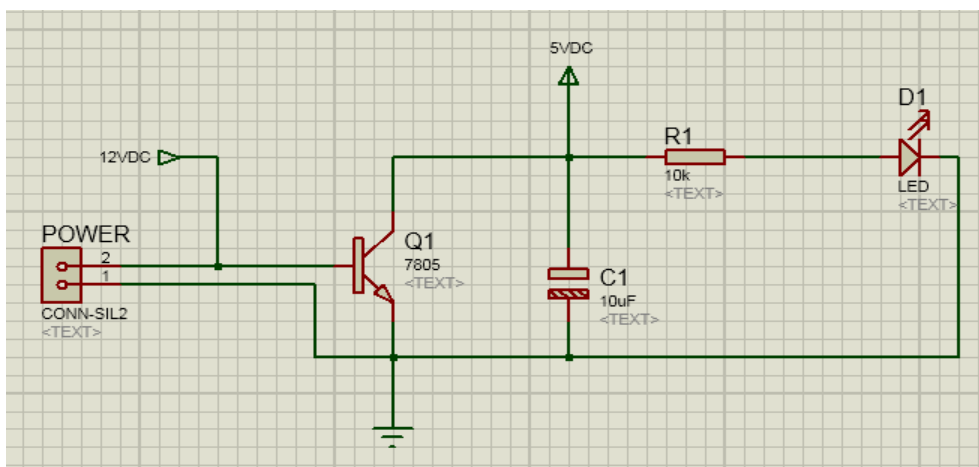 5VDC
D1
R1
12VDC
10k
<TEXT>
LED
<TEXT>
POWER
Q1
2
7805
1
<TEXT>
C1
10uF
CONN-SIL2
<TEXT>
<TEXT>